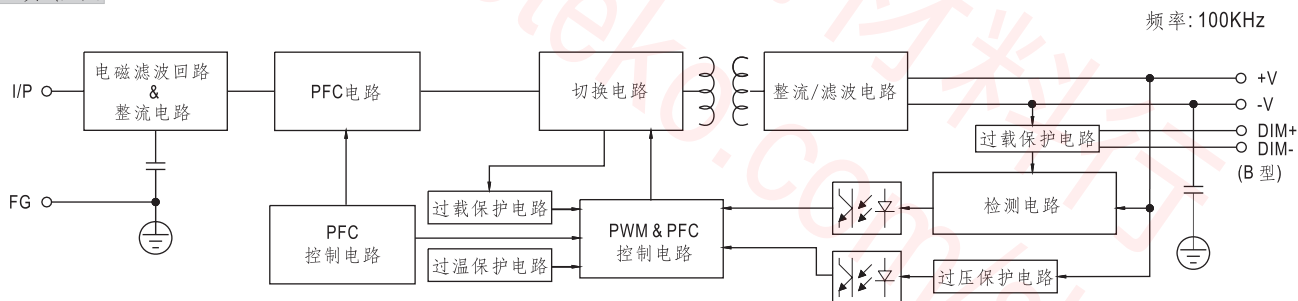 频率: 100KHz
I/P
电磁滤波回路
&
整流电路
PFC电路
切换电路
整流/滤波电路
+V
-V
过载保护电路
DIM+
DIM-
(B 型)
FG
PFC
控制电路
过载保护电路
过温保护电路
PWM & PFC
控制电路
检测电路
过压保护电路